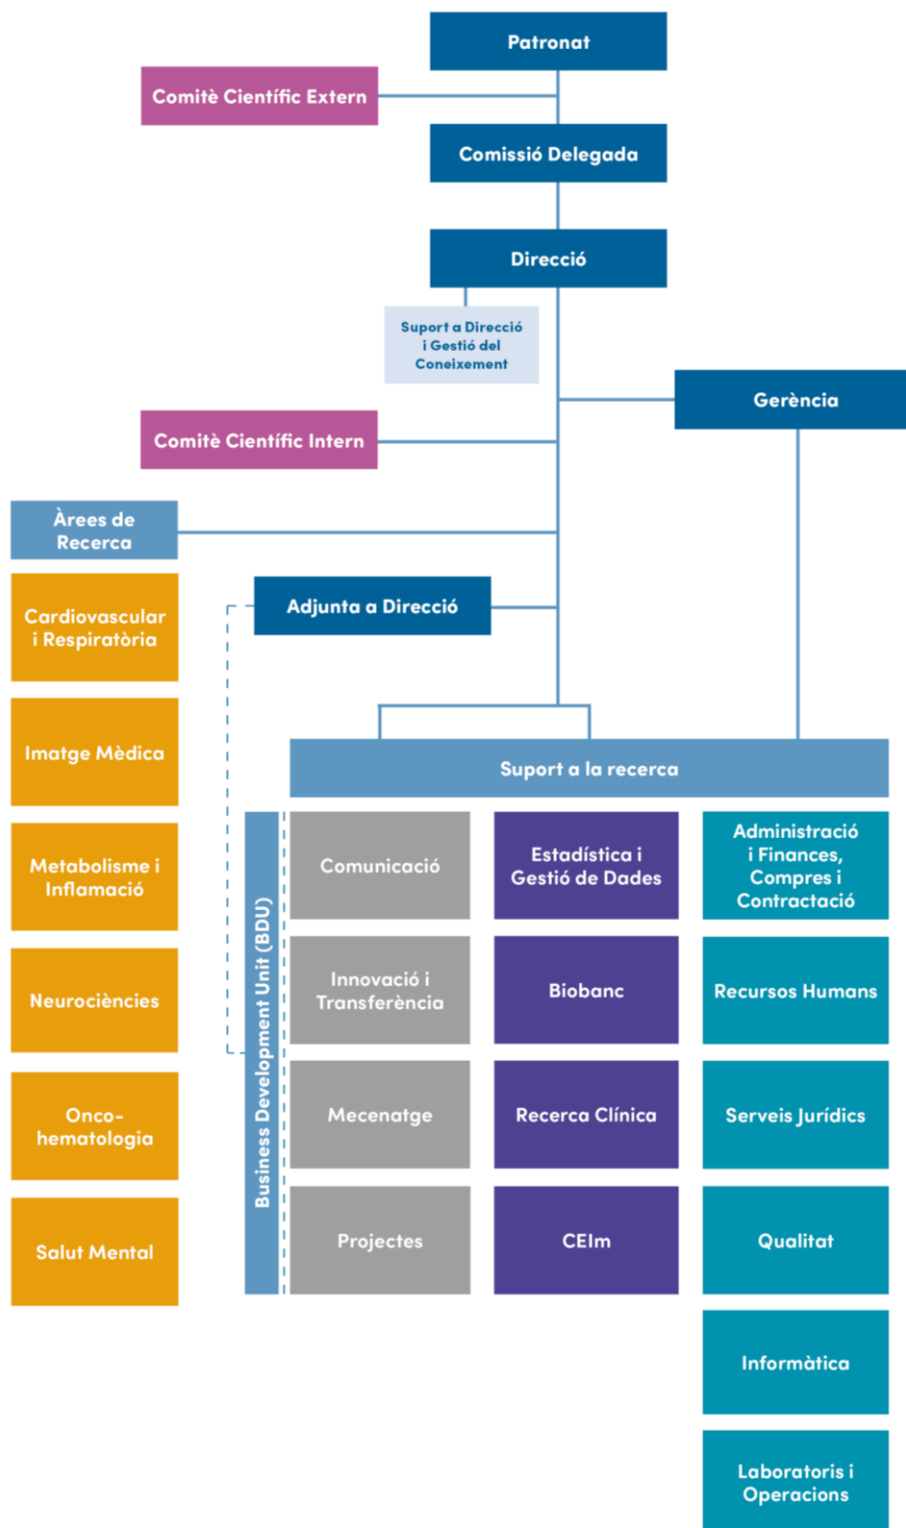 Patronat
Comitè Científic Extern
Comissió Delegada
Direcció
Suport a Direcció
i Gestió del
Coneixement
Gerència
Comitè Científic Intern
Àrees de
Recerca
Cardiovascular
i Respiratòria
Imatge Mèdica
Metabolisme i
Inflamació
Neurociències
Onco-
hematologia
Salut Mental
Adjunta a Direcció
Suport a la recerca
Business Development Unit (BDU)
Comunicació
Innovació i
Transferència
Mecenatge
Projectes
Estadística i
Gestió de Dades
Biobanc
Recerca Clínica
CEIm
Administració
i Finances,
Compres i
Contractació
Recursos Humans
Serveis Jurídics
Qualitat
Informàtica
Laboratoris i
Operacions